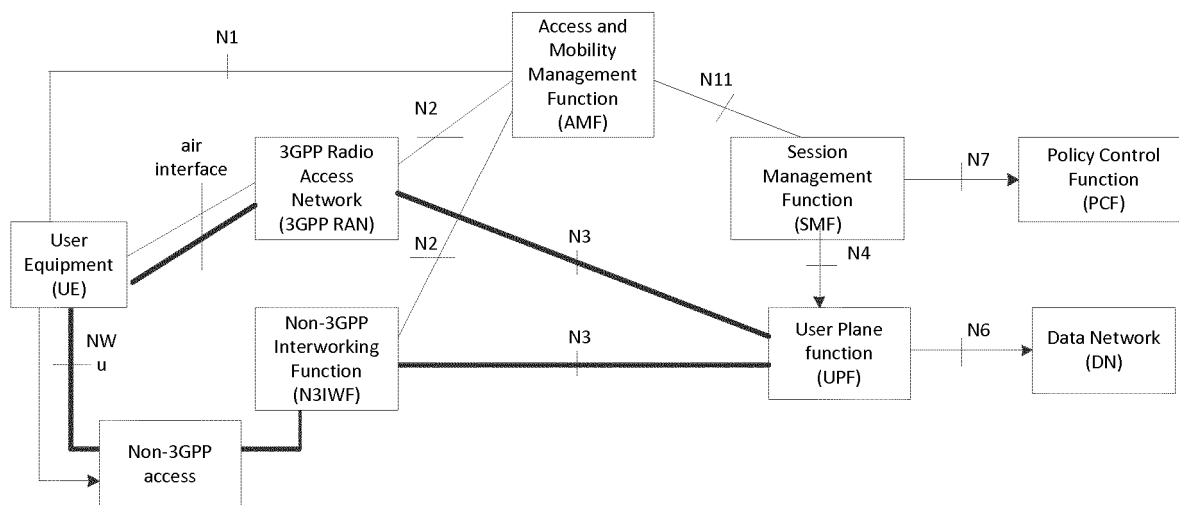 N1
Access and
Mobility
Management
Function
(AMF)
N11
N2
air
interface
3GPP Radio
Access
Network
(3GPP RAN)
Session
Management
Function
(SMF)
N7
Policy Control
Function
(PCF)
User
Equipment
(UE)
N2
N3
N4
NW
u
Non-3GPP
Interworking
Function
(N3IWF)
N3
User Plane
function
(UPF)
N6
Data Network
(DN)
Non-3GPP
access